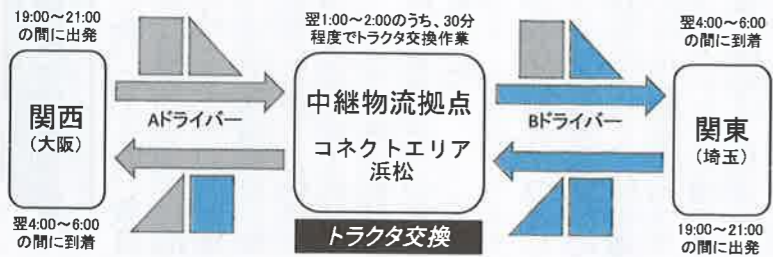 19:00～21:00
の間に出発
関西
(大阪)
翌4:00～6:00
の間に到着
Aドライバー
翌1:00～2:00のうち、30分
程度でトラクタ交換作業
中継物流拠点
コネクトエリア
浜松
トラクタ交換
Bドライバー
翌4:00～6:00
の間に到着
関東
(埼玉)
19:00～21:00
の間に出発